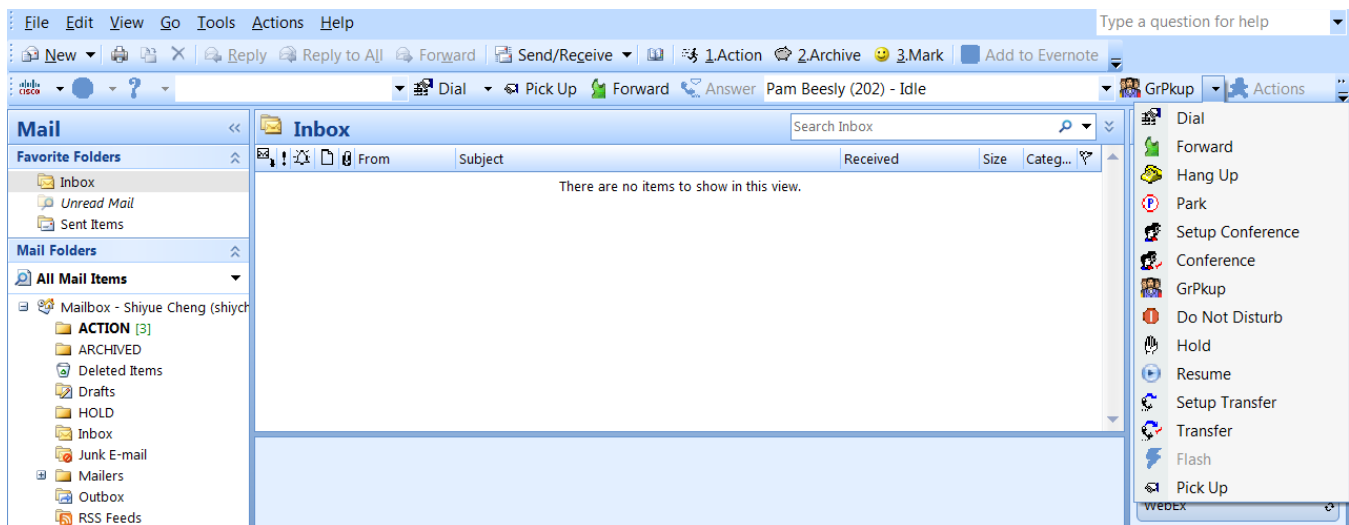 File Edit View Go Tools Actions Help Type a question for help
New Reply Reply to All Forward Send/Receive 1.Action 2.Archive 3.Mark Add to Evernote
cisco Dial Pick Up Forward Answer Pam Beesly (202) - Idle GrPkup Actions
Mail
Favorite Folders
Inbox
Unread Mail
Sent Items
Mail Folders
All Mail Items
Mailbox - Shiyue Cheng (shiych
ACTION [3]
ARCHIVED
Deleted Items
Drafts
HOLD
Inbox
Junk E-mail
Mailers
Outbox
RSS Feeds
Inbox Search Inbox
From Subject Received Size Categ...
There are no items to show in this view.
Dial
Forward
Hang Up
Park
Setup Conference
Conference
GrPkup
Do Not Disturb
Hold
Resume
Setup Transfer
Transfer
Flash
Pick Up
WebEx